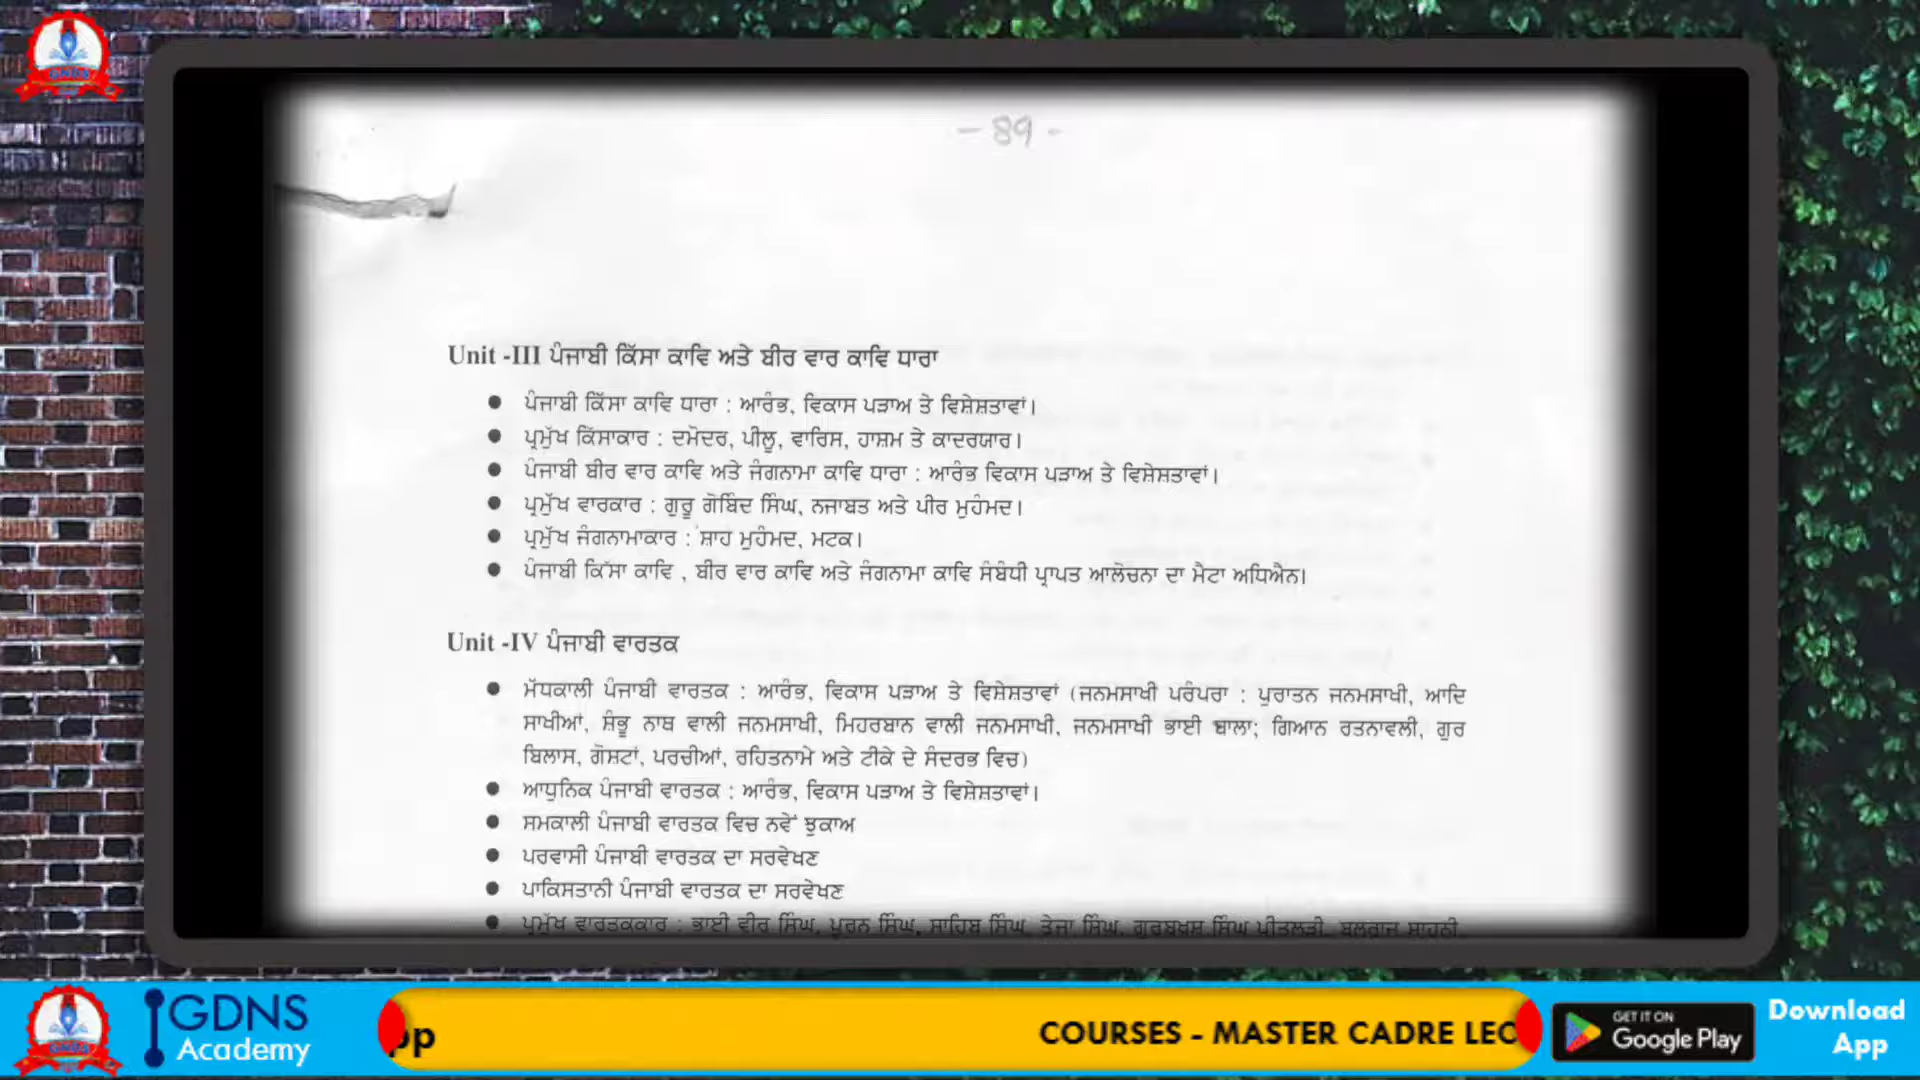 - 89 -
Unit -III ਪੰਜਾਬੀ ਕਿੱਸਾ ਕਾਵਿ ਅਤੇ ਬੀਰ ਵਾਰ ਕਾਵਿ ਧਾਰਾ
● ਪੰਜਾਬੀ ਕਿੱਸਾ ਕਾਵਿ ਧਾਰਾ : ਆਰੰਭ, ਵਿਕਾਸ ਪੜਾਅ ਤੇ ਵਿਸ਼ੇਸ਼ਤਾਵਾਂ।
● ਪ੍ਰਮੁੱਖ ਕਿੱਸਾਕਾਰ : ਦਮੋਦਰ, ਪੀਲੂ, ਵਾਰਿਸ, ਹਾਸ਼ਮ ਤੇ ਕਾਦਰਯਾਰ।
● ਪੰਜਾਬੀ ਬੀਰ ਵਾਰ ਕਾਵਿ ਅਤੇ ਜੰਗਨਾਮਾ ਕਾਵਿ ਧਾਰਾ : ਆਰੰਭ ਵਿਕਾਸ ਪੜਾਅ ਤੇ ਵਿਸ਼ੇਸ਼ਤਾਵਾਂ।
● ਪ੍ਰਮੁੱਖ ਵਾਰਕਾਰ : ਗੁਰੂ ਗੋਬਿੰਦ ਸਿੰਘ, ਨਜਾਬਤ ਅਤੇ ਪੀਰ ਮੁਹੰਮਦ।
● ਪ੍ਰਮੁੱਖ ਜੰਗਨਾਮਾਕਾਰ : ਸ਼ਾਹ ਮੁਹੰਮਦ, ਮਟਕ।
● ਪੰਜਾਬੀ ਕਿੱਸਾ ਕਾਵਿ , ਬੀਰ ਵਾਰ ਕਾਵਿ ਅਤੇ ਜੰਗਨਾਮਾ ਕਾਵਿ ਸੰਬੰਧੀ ਪ੍ਰਾਪਤ ਆਲੋਚਨਾ ਦਾ ਮੈਟਾ ਅਧਿਐਨ।
Unit -IV ਪੰਜਾਬੀ ਵਾਰਤਕ
● ਮੱਧਕਾਲੀ ਪੰਜਾਬੀ ਵਾਰਤਕ : ਆਰੰਭ, ਵਿਕਾਸ ਪੜਾਅ ਤੇ ਵਿਸ਼ੇਸ਼ਤਾਵਾਂ (ਜਨਮਸਾਖੀ ਪਰੰਪਰਾ : ਪੁਰਾਤਨ ਜਨਮਸਾਖੀ, ਆਦਿ
ਸਾਖੀਆਂ, ਸ਼ੰਭੂ ਨਾਥ ਵਾਲੀ ਜਨਮਸਾਖੀ, ਮਿਹਰਬਾਨ ਵਾਲੀ ਜਨਮਸਾਖੀ, ਜਨਮਸਾਖੀ ਭਾਈ ਬਾਲਾ; ਗਿਆਨ ਰਤਨਾਵਲੀ, ਗੁਰ
ਬਿਲਾਸ, ਗੋਸ਼ਟਾਂ, ਪਰਚੀਆਂ, ਰਹਿਤਨਾਮੇ ਅਤੇ ਟੀਕੇ ਦੇ ਸੰਦਰਭ ਵਿਚ)
● ਆਧੁਨਿਕ ਪੰਜਾਬੀ ਵਾਰਤਕ : ਆਰੰਭ, ਵਿਕਾਸ ਪੜਾਅ ਤੇ ਵਿਸ਼ੇਸ਼ਤਾਵਾਂ।
● ਸਮਕਾਲੀ ਪੰਜਾਬੀ ਵਾਰਤਕ ਵਿਚ ਨਵੇਂ ਝੁਕਾਅ
● ਪਰਵਾਸੀ ਪੰਜਾਬੀ ਵਾਰਤਕ ਦਾ ਸਰਵੇਖਣ
● ਪਾਕਿਸਤਾਨੀ ਪੰਜਾਬੀ ਵਾਰਤਕ ਦਾ ਸਰਵੇਖਣ
● ਪ੍ਰਮੁੱਖ ਵਾਰਤਕਕਾਰ : ਭਾਈ ਵੀਰ ਸਿੰਘ, ਪੂਰਨ ਸਿੰਘ, ਸਾਹਿਬ ਸਿੰਘ, ਤੇਜਾ ਸਿੰਘ, ਗੁਰਬਖ਼ਸ਼ ਸਿੰਘ ਪੀਤਲੜੀ, ਬਲਰਾਜ ਸਾਹਨੀ,
GDNS
Academy
pp
COURSES - MASTER CADRE LEC
GET IT ON
Google Play
Download
App